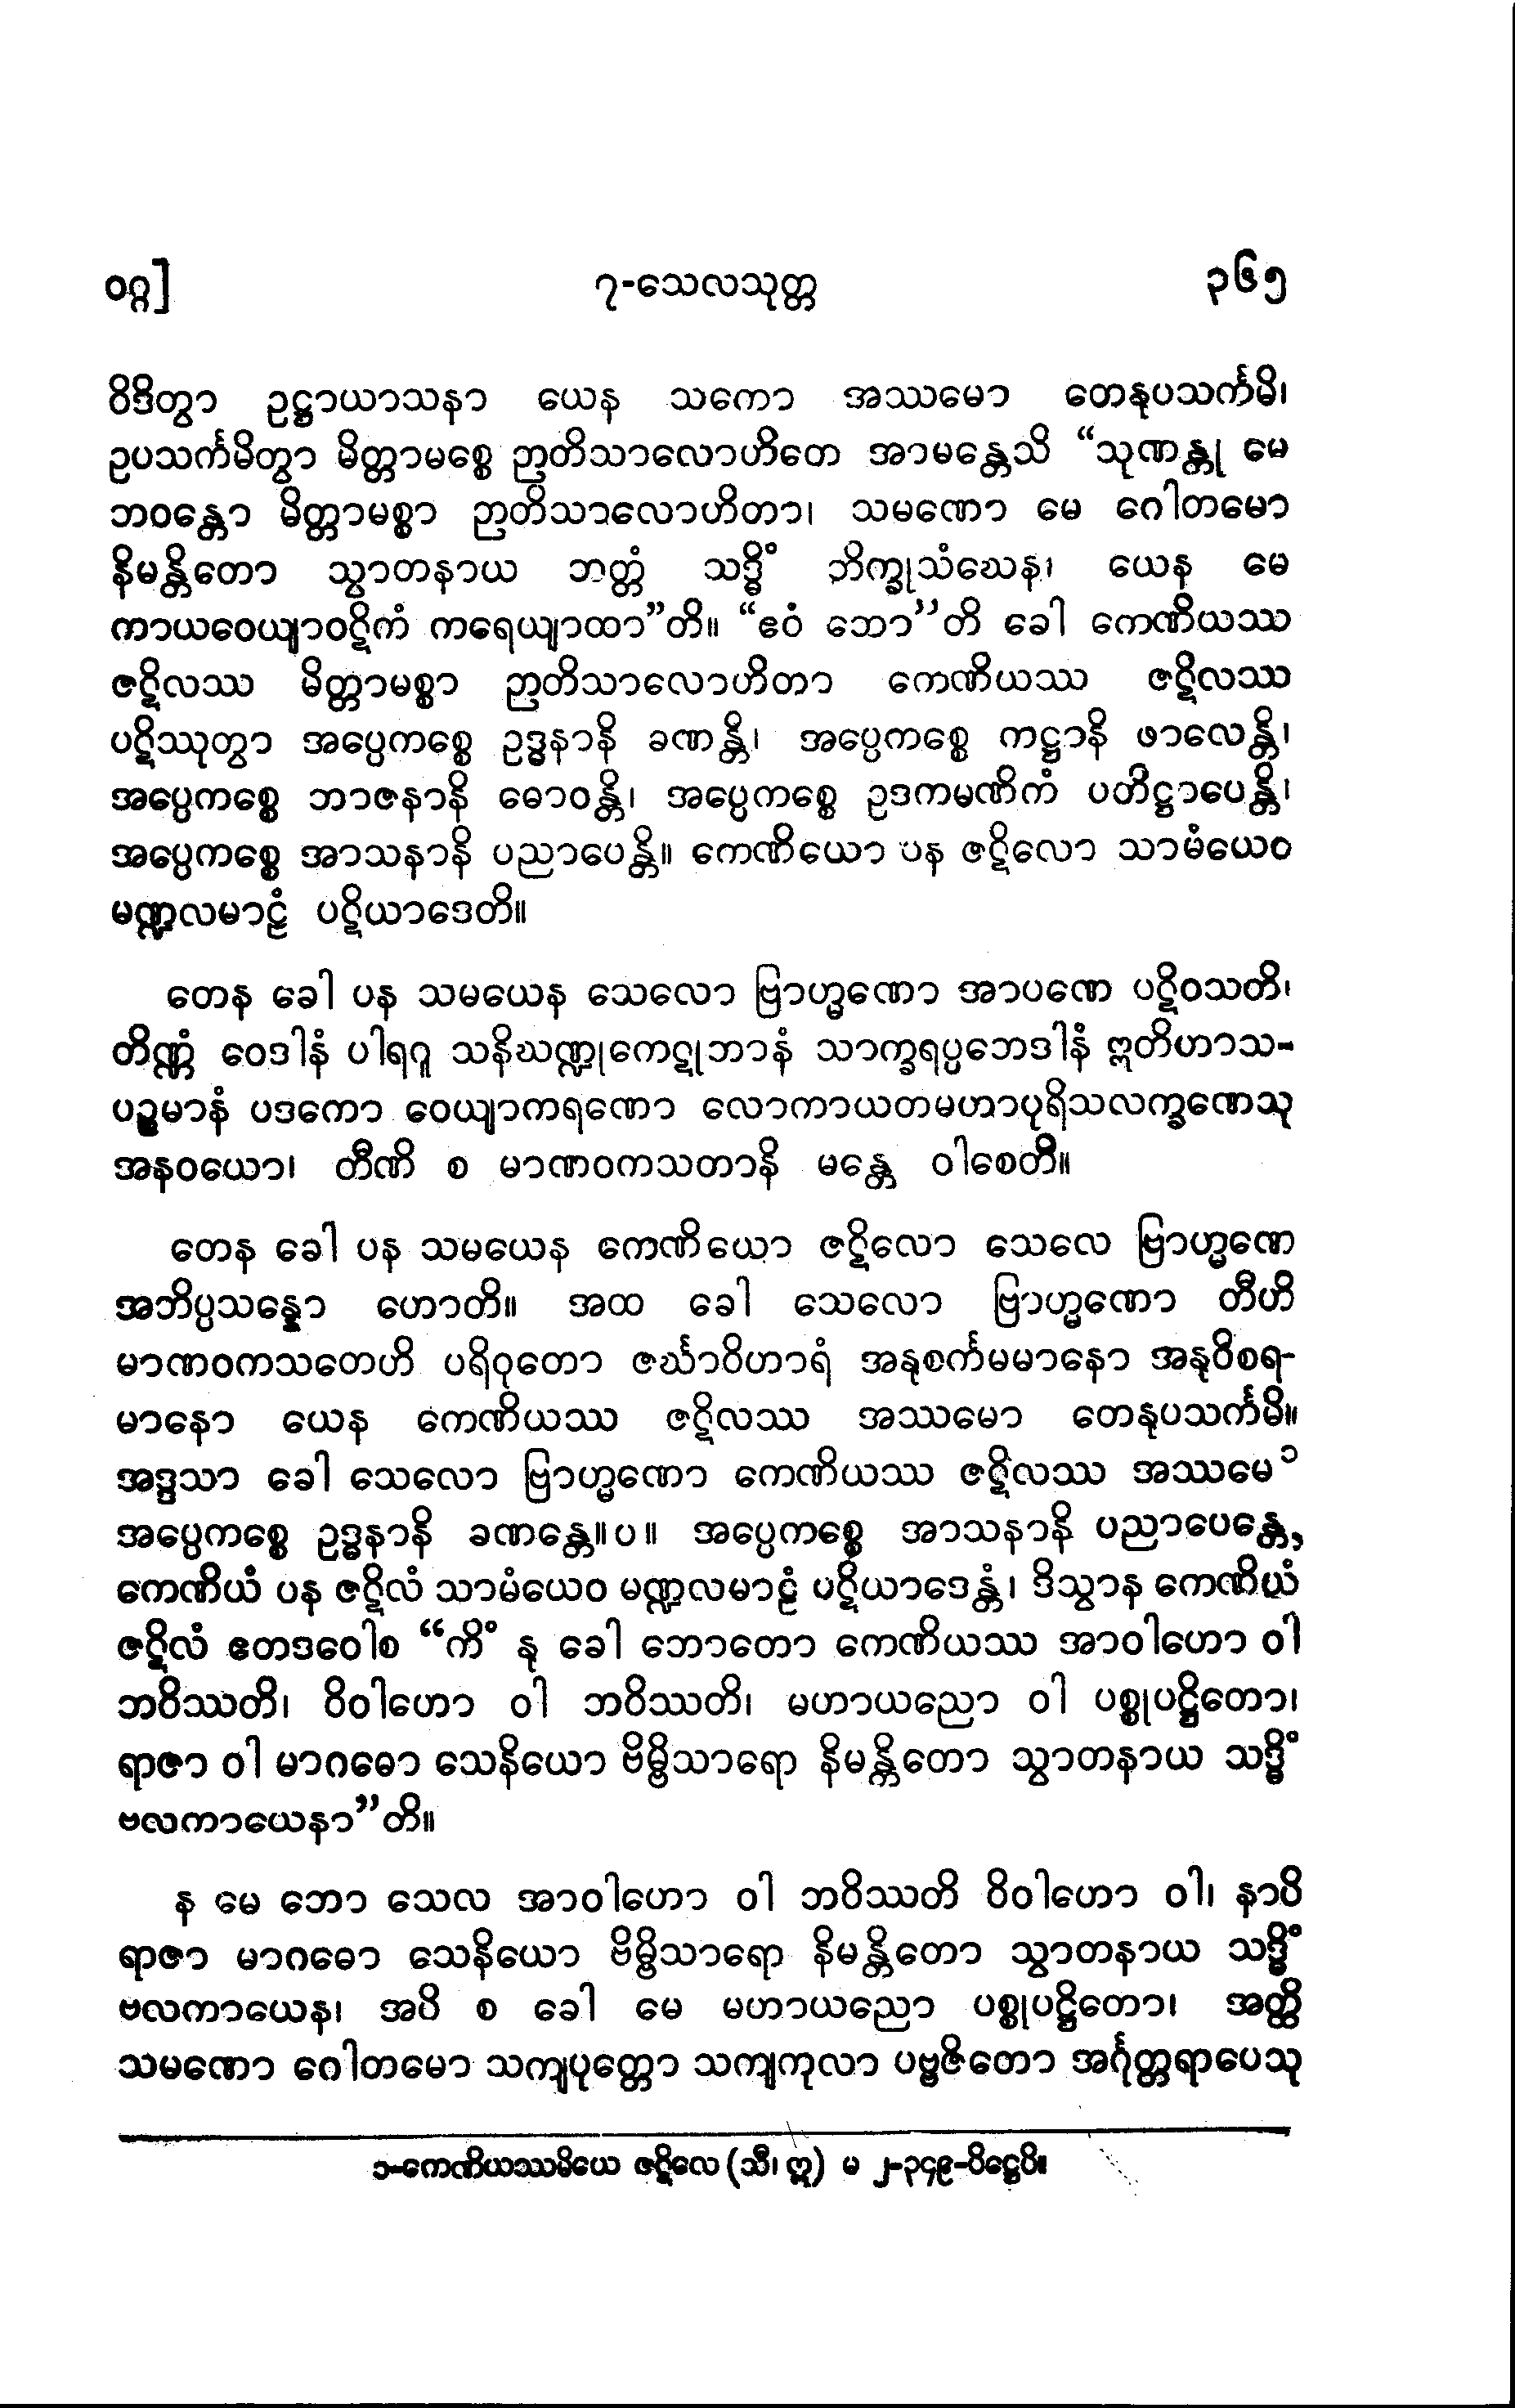 ဝဂ္ဂ] ၇-သေလသုတ္တ ၃၆၅
ဝိဒိတွာ ဥဋ္ဌာယာသနာ ယေန သကော အဿမော တေနုပသင်္ကမိ၊
ဥပသင်္ကမိတွာ မိတ္တာမစ္စေ ဉာတိသာလောဟိတေ အာမန္တေသိ “သုဏန္တု မေ
ဘဝန္တော မိတ္တာမစ္စာ ဉာတိသာလောဟိတာ၊ သမဏော မေ ဂေါတမော
နိမန္တိတော သွာတနာယ ဘတ္တံ သဒ္ဓိံ ဘိက္ခုသံဃေန၊ ယေန မေ
ကာယဝေယျာဝဋိကံ ကရေယျာထာ”တိ။ “ဧဝံ ဘော”တိ ခေါ ကေဏိယဿ
ဇဋိလဿ မိတ္တာမစ္စာ ဉာတိသာလောဟိတာ ကေဏိယဿ ဇဋိလဿ
ပဋိဿုတွာ အပ္ပေကစ္စေ ဥဒ္ဓနာနိ ခဏန္တိ၊ အပ္ပေကစ္စေ ကဋ္ဌာနိ ဖာလေန္တိ၊
အပ္ပေကစ္စေ ဘာဇနာနိ ဓောဝန္တိ၊ အပ္ပေကစ္စေ ဥဒကမဏိကံ ပတိဋ္ဌာပေန္တိ၊
အပ္ပေကစ္စေ အာသနာနိ ပညာပေန္တိ။ ကေဏိယော ပန ဇဋိလော သာမံယေဝ
မဏ္ဍလမာဠံ ပဋိယာဒေတိ။
တေန ခေါ ပန သမယေန သေလော ဗြာဟ္မဏော အာပဏေ ပဋိဝသတိ၊
တိဏ္ဏံ ဝေဒါနံ ပါရဂူ သနိဃဏ္ဍုကေဋုဘာနံ သာက္ခရပ္ပဘေဒါနံ ဣတိဟာသ-
ပဉ္စမာနံ ပဒကော ဝေယျာကရဏော လောကာယတမဟာပုရိသလက္ခဏေသု
အနဝယော၊ တီဏိ စ မာဏဝကသတာနိ မန္တေ ဝါစေတိ။
တေန ခေါ ပန သမယေန ကေဏိယော ဇဋိလော သေလေ ဗြာဟ္မဏေ
အဘိပ္ပသန္နော ဟောတိ။ အထ ခေါ သေလော ဗြာဟ္မဏော တီဟိ
မာဏဝကသတေဟိ ပရိဝုတော ဇင်္ဃာဝိဟာရံ အနုစင်္ကမမာနော အနုဝိစရ-
မာနော ယေန ကေဏိယဿ ဇဋိလဿ အဿမော တေနုပသင်္ကမိ။
အဒ္ဒသာ ခေါ သေလော ဗြာဟ္မဏော ကေဏိယဿ ဇဋိလဿ အဿမေ ၁
အပ္ပေကစ္စေ ဥဒ္ဓနာနိ ခဏန္တေ။ပ။ အပ္ပေကစ္စေ အာသနာနိ ပညာပေန္တေ,
ကေဏိယံ ပန ဇဋိလံ သာမံယေဝ မဏ္ဍလမာဠံ ပဋိယာဒေန္တံ၊ ဒိသွာန ကေဏိယံ
ဇဋိလံ ဧတဒဝေါစ “ကိံ နု ခေါ ဘောတော ကေဏိယဿ အာဝါဟော ဝါ
ဘဝိဿတိ၊ ဝိဝါဟော ဝါ ဘဝိဿတိ၊ မဟာယညော ဝါ ပစ္စုပဋ္ဌိတော၊
ရာဇာ ဝါ မာဂဓော သေနိယော ဗိမ္ဗိသာရော နိမန္တိတော သွာတနာယ သဒ္ဓိံ
ဗလကာယေနာ”တိ။
န မေ ဘော သေလ အာဝါဟော ဝါ ဘဝိဿတိ ဝိဝါဟော ဝါ၊ နာပိ
ရာဇာ မာဂဓော သေနိယော ဗိမ္ဗိသာရော နိမန္တိတော သွာတနာယ သဒ္ဓိံ
ဗလကာယေန၊ အပိ စ ခေါ မေ မဟာယညော ပစ္စုပဋ္ဌိတော၊ အတ္ထိ
သမဏော ဂေါတမော သကျပုတ္တော သကျကုလာ ပဗ္ဗဇိတော အင်္ဂုတ္တရာပေသု
၁-ကေဏိယဿမိယေ ဇဋိလေ (သီ၊ ဣ) မ ၂-၃၄၉-ပိဋ္ဌေပိ။